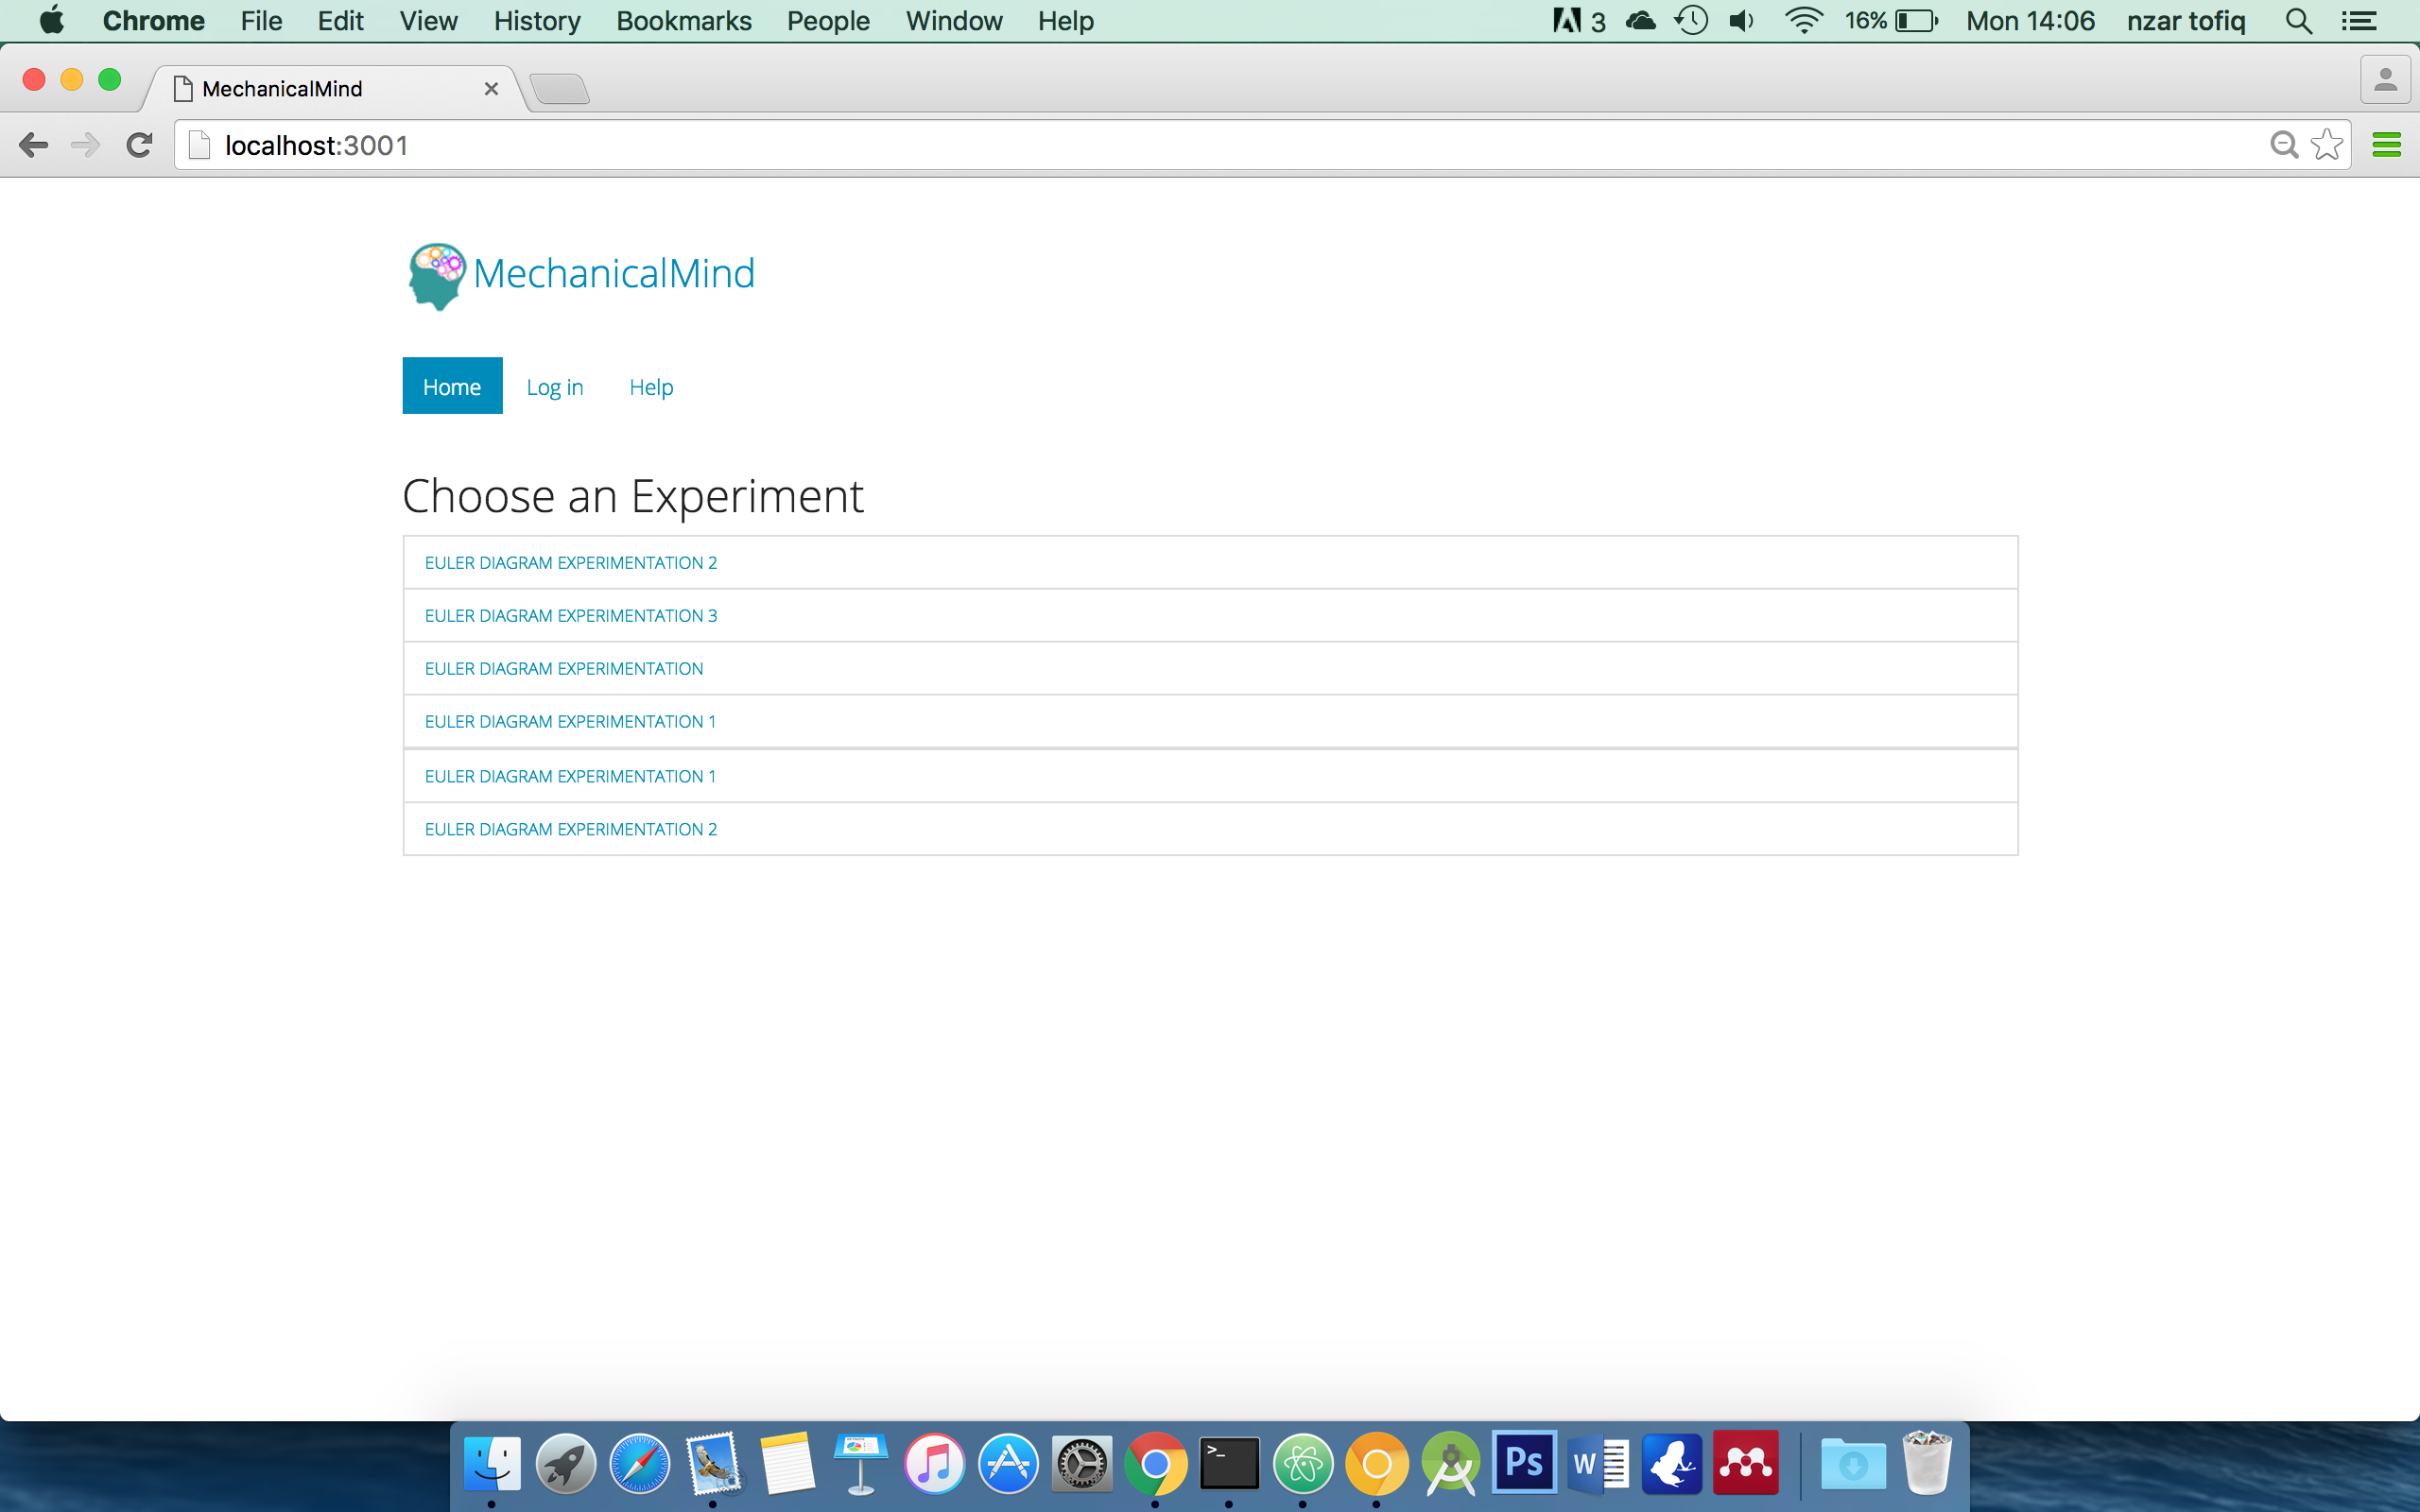 Chrome File Edit View History Bookmarks People Window Help 3 16% Mon 14:06 nzar tofiq
MechanicalMind
localhost:3001
MechanicalMind
Home Log in Help
Choose an Experiment
EULER DIAGRAM EXPERIMENTATION 2
EULER DIAGRAM EXPERIMENTATION 3
EULER DIAGRAM EXPERIMENTATION
EULER DIAGRAM EXPERIMENTATION 1
EULER DIAGRAM EXPERIMENTATION 1
EULER DIAGRAM EXPERIMENTATION 2
>_ Ps W